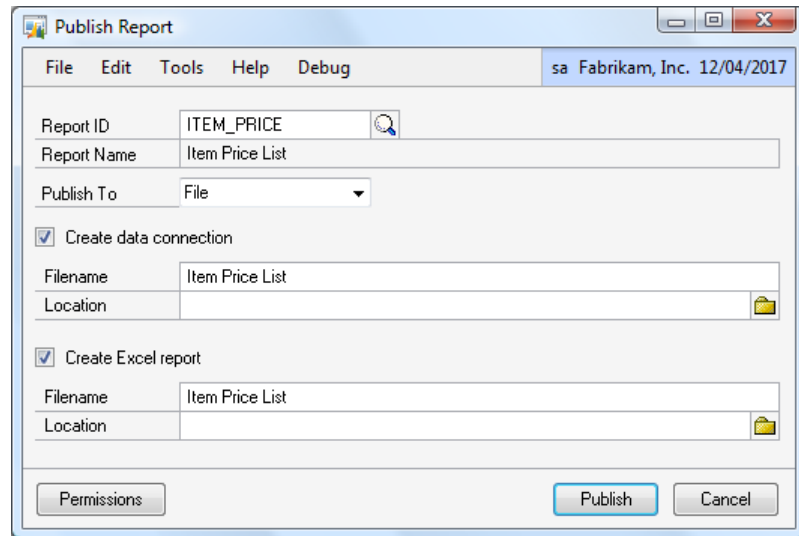 Publish Report
File Edit Tools Help Debug sa Fabrikam, Inc. 12/04/2017
Report ID ITEM_PRICE
Report Name Item Price List
Publish To File
Create data connection
Filename Item Price List
Location
Create Excel report
Filename Item Price List
Location
Permissions Publish Cancel